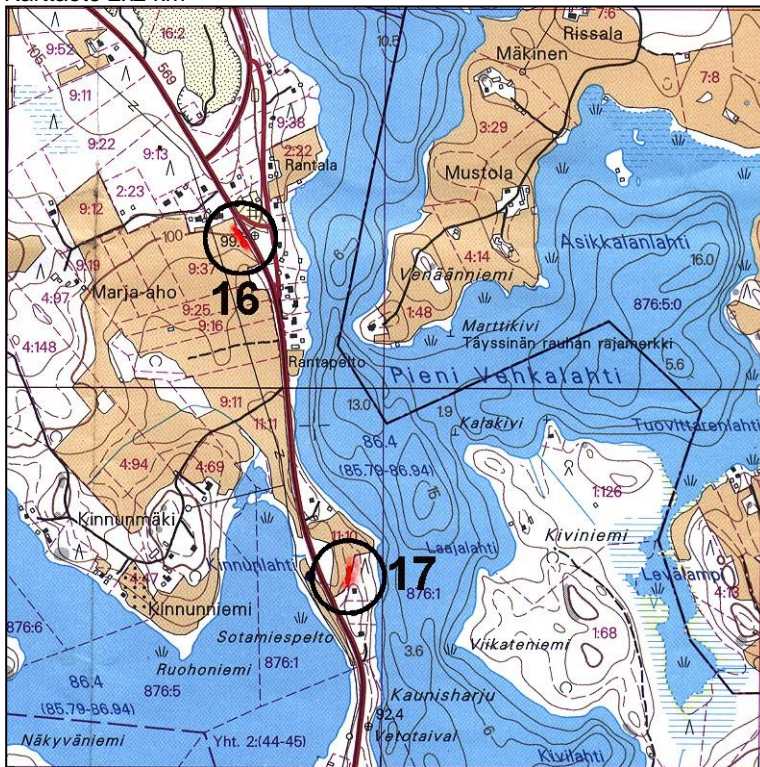 10.5
7:6
Rissala
16:2
9:52
106
569
Mäkinen
7:8
9:11
3:29
9:38
9:22
9:13
2:22
Rantala
Mustola
2:23
9:12
100
99.
Asikkalanlahti
16.0
4:14
9:19
9:37
6
Venäänniemi
876:5:0
16
4:97
Marja-aho
9:25
1:48
9:16
Marttikivi
Täyssinän rauhan rajamerkki
4:148
5.6
Rantapelto
Pieni Vehkalahti
9:11
13.0
1.9
11:11
Kalakivi
Tuovittarenlahti
86.4
(85.79-86.94)
4:94
4:69
15
1:126
Kinnunmäki
11:10
Kiviniemi
Laajalahti
Kinnunlahti
17
Levälampi
4:47
876:1
4:13
Kinnunniemi
876:6
Sotamiespelto
1:68
3.6
Viikateniemi
Ruohoniemi
876:1
86.4
876:5
(85.79-86.94)
Kaunisharju
92.4
Näkyväniemi
Yht. 2:(44-45)
Vetotaival
6
Kivilahti